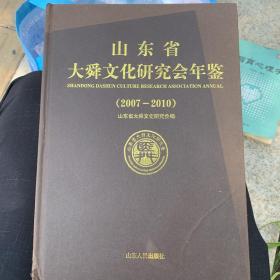 山东省
大舜文化研究会年鉴
SHANDONG DASHUN CULTURE RESEARCH ASSOCIATION ANNUAL
(2007－2010)
山东省大舜文化研究会编
山东人民出版社